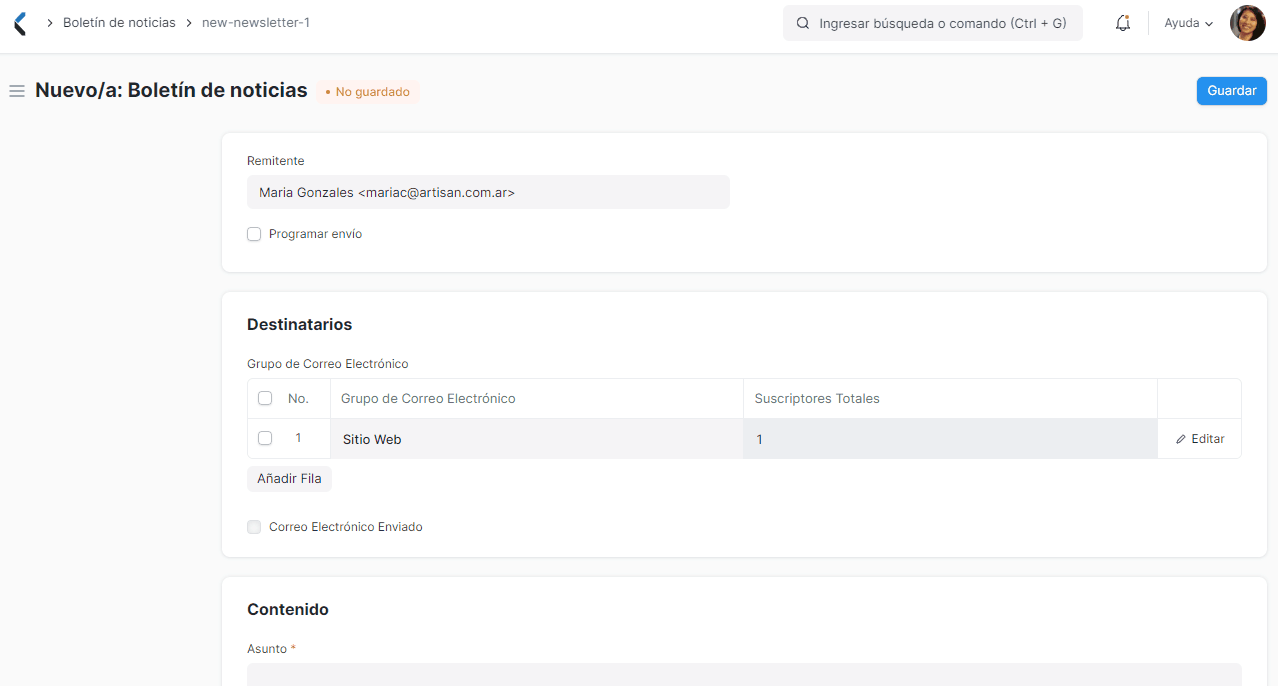 Boletín de noticias new-newsletter-1 Ingresar búsqueda o comando (Ctrl + G) Ayuda
Nuevo/a: Boletín de noticias No guardado Guardar
Remitente
Maria Gonzales <mariac@artisan.com.ar>
Programar envío
Destinatarios
Grupo de Correo Electrónico
No. Grupo de Correo Electrónico Suscriptores Totales
1 Sitio Web 1 Editar
Añadir Fila
Correo Electrónico Enviado
Contenido
Asunto *